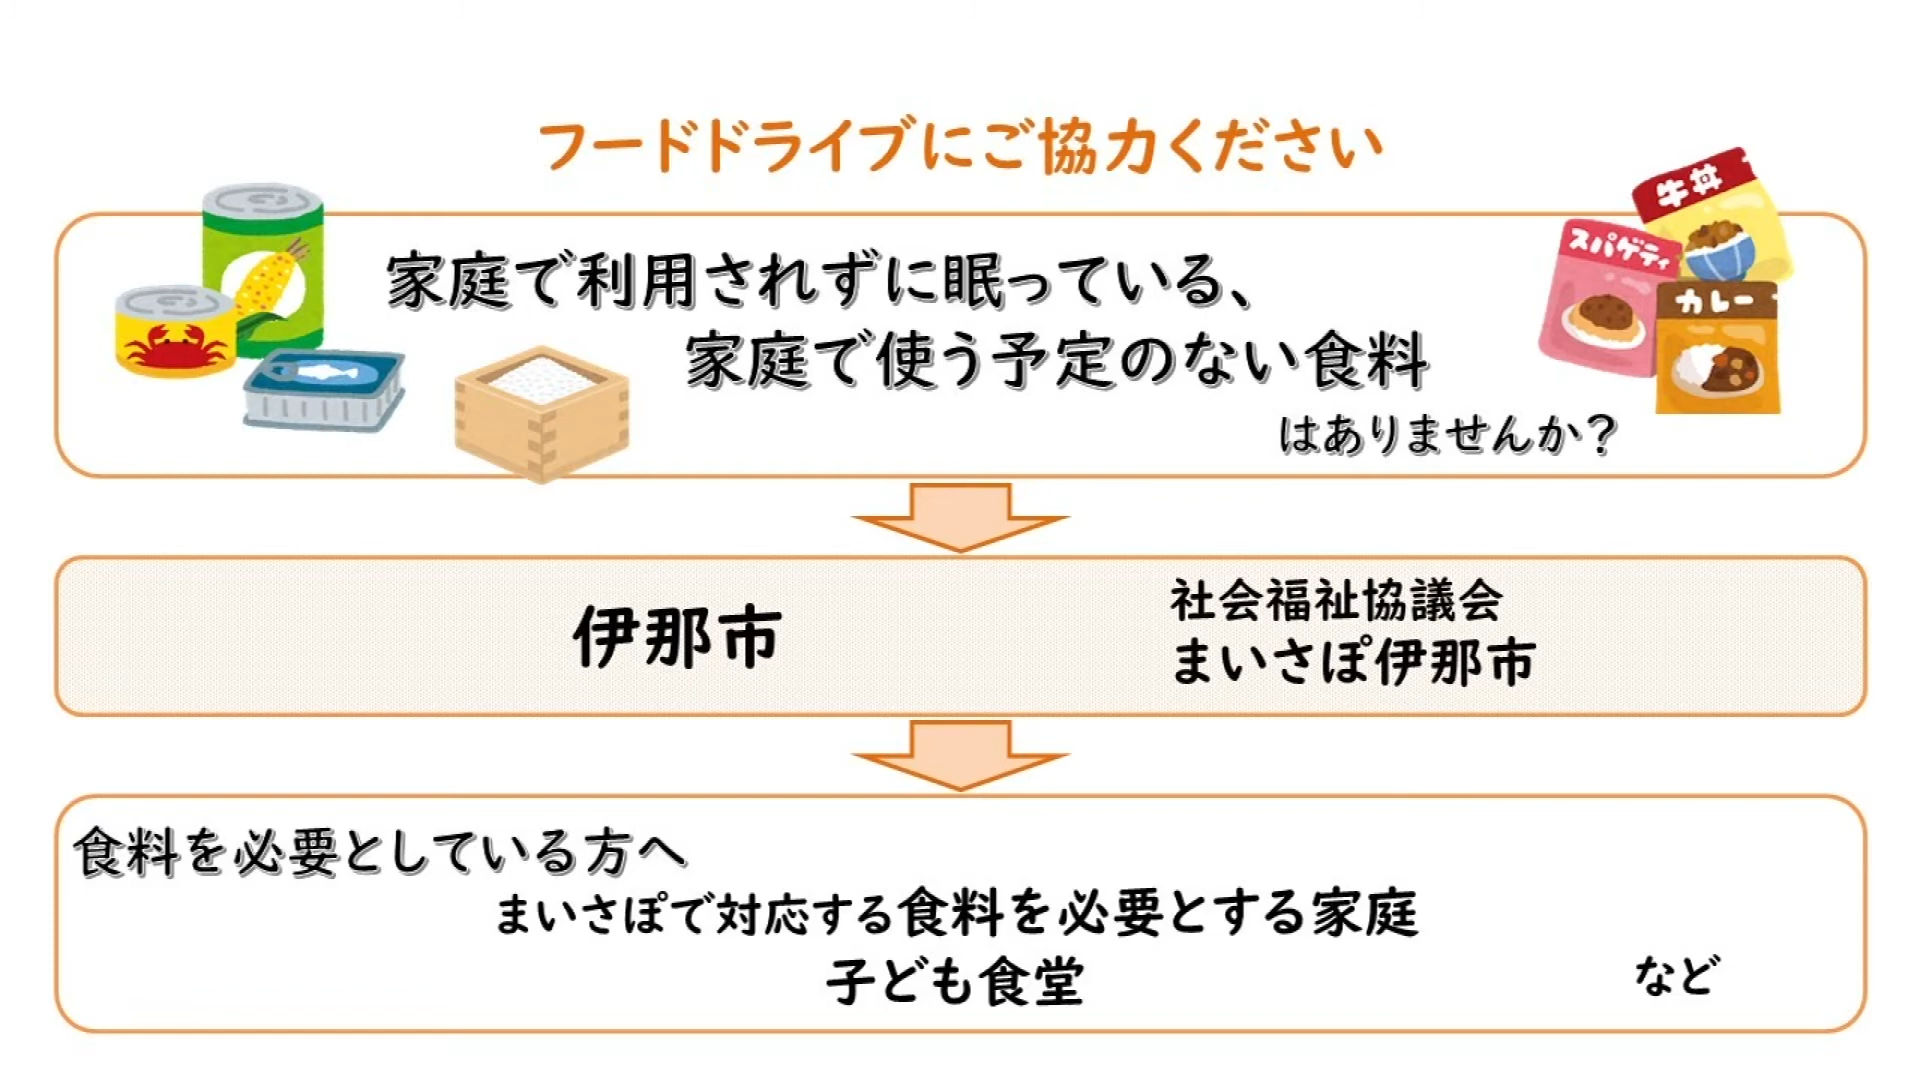 フードドライブにご協力ください
牛丼
スパゲティ
カレー
家庭で利用されずに眠っている、
家庭で使う予定のない食料
はありませんか?
伊那市
社会福祉協議会
まいさぽ伊那市
食料を必要としている方へ
まいさぽで対応する食料を必要とする家庭
子ども食堂
など